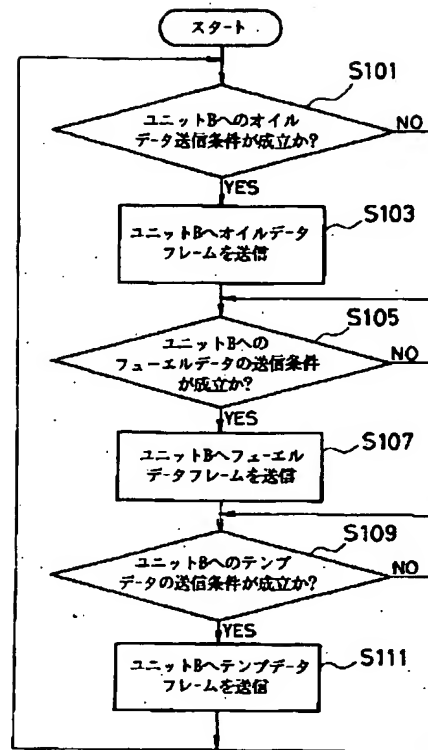 スタート
S101
ユニットBへのオイル
データ送信条件が成立か?
NO
YES
S103
ユニットBへオイルデータ
フレームを送信
S105
ユニットBへの
フューエルデータの送信条件
が成立か?
NO
YES
S107
ユニットBへフューエル
データフレームを送信
S109
ユニットBへのテンプ
データの送信条件が成立か?
NO
YES
S111
ユニットBへテンプデータ
フレームを送信